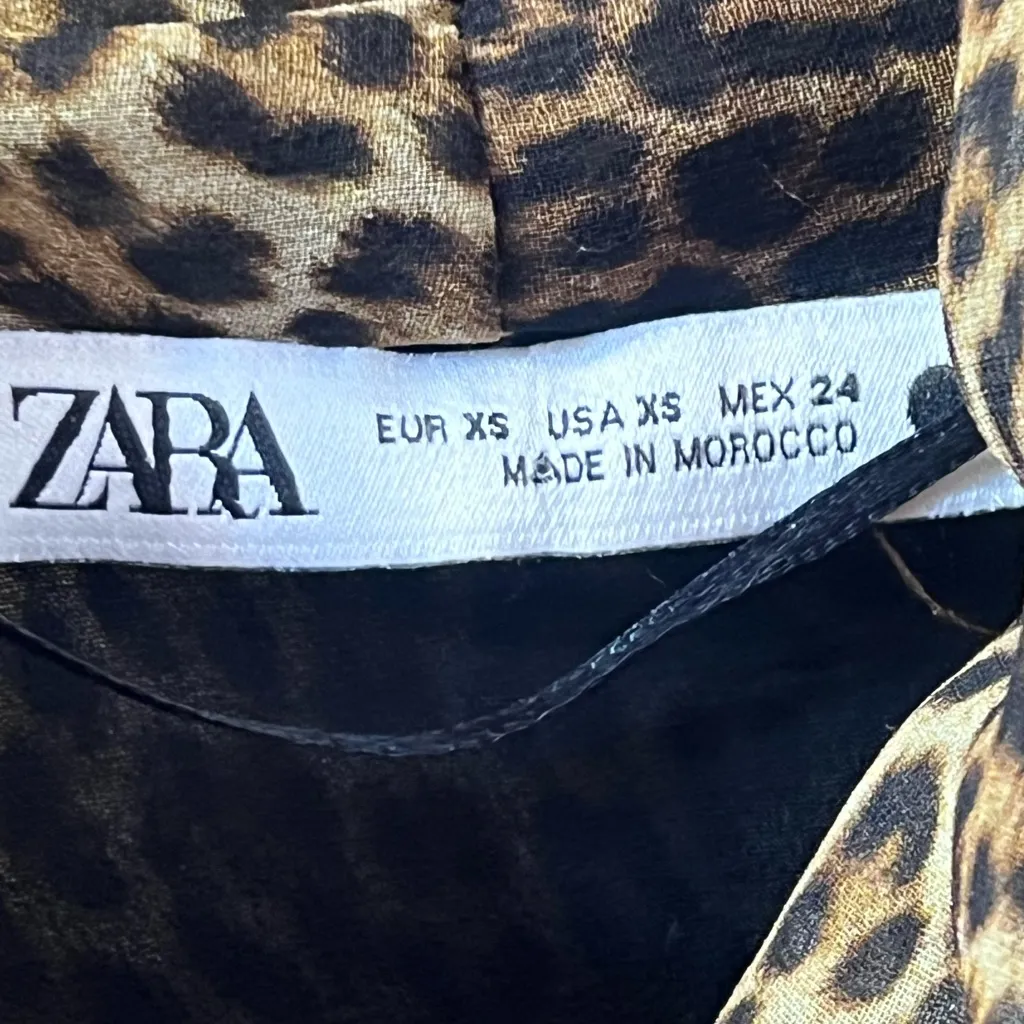 ZARA
EUR XS USA XS MEX 24
MADE IN MOROCCO